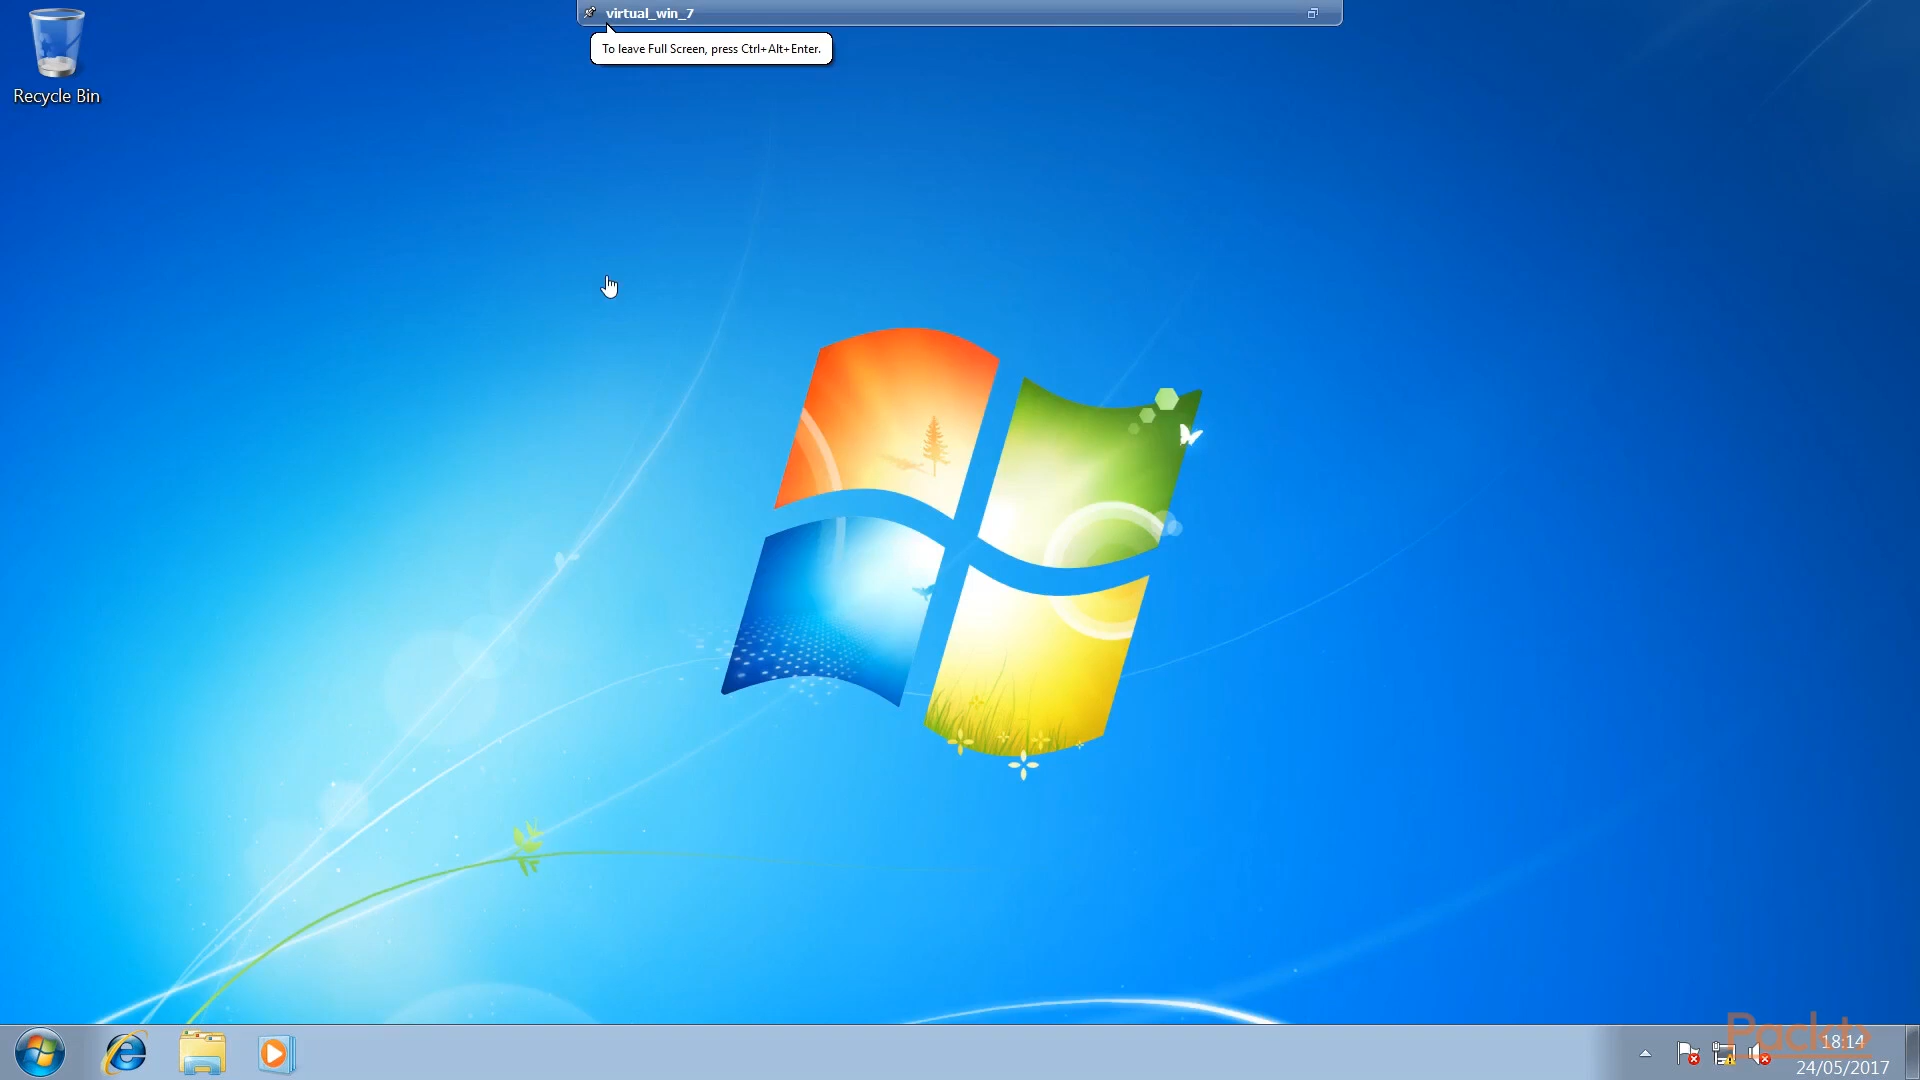 virtual_win_7
To leave Full Screen, press Ctrl+Alt+Enter.
Recycle Bin
Packt>
18:14
24/05/2017